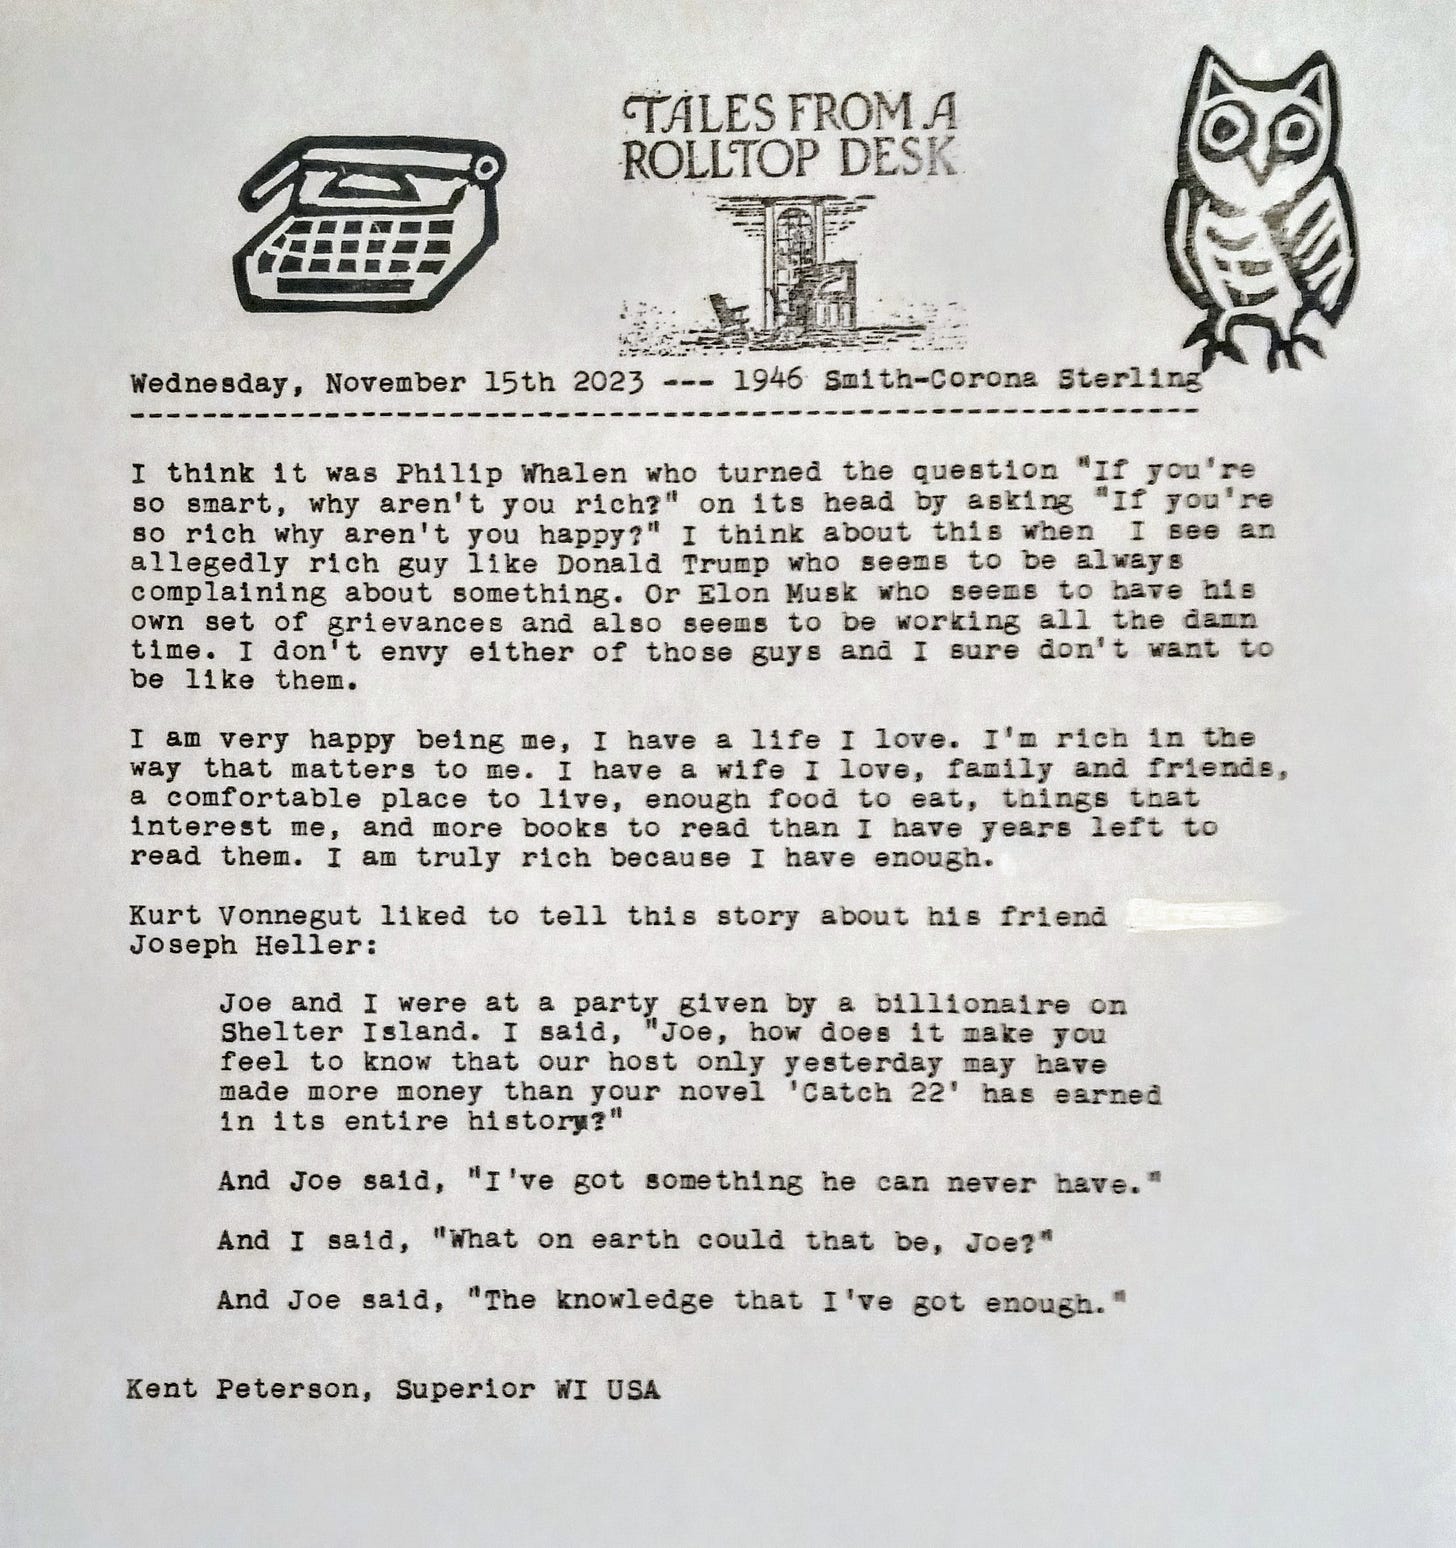 TALES FROM A
ROLLTOP DESK
Wednesday, November 15th 2023 --- 1946 Smith-Corona Sterling
------------------------------------------------------------
I think it was Philip Whalen who turned the question "If you're
so smart, why aren't you rich?" on its head by asking "If you're
so rich why aren't you happy?" I think about this when  I see an
allegedly rich guy like Donald Trump who seems to be always
complaining about something. Or Elon Musk who seems to have his
own set of grievances and also seems to be working all the damn
time. I don't envy either of those guys and I sure don't want to
be like them.
I am very happy being me, I have a life I love. I'm rich in the
way that matters to me. I have a wife I love, family and friends,
a comfortable place to live, enough food to eat, things that
interest me, and more books to read than I have years left to
read them. I am truly rich because I have enough.
Kurt Vonnegut liked to tell this story about his friend
Joseph Heller:
Joe and I were at a party given by a billionaire on
Shelter Island. I said, "Joe, how does it make you
feel to know that our host only yesterday may have
made more money than your novel 'Catch 22' has earned
in its entire history?"
And Joe said, "I've got something he can never have."
And I said, "What on earth could that be, Joe?"
And Joe said, "The knowledge that I've got enough."
Kent Peterson, Superior WI USA